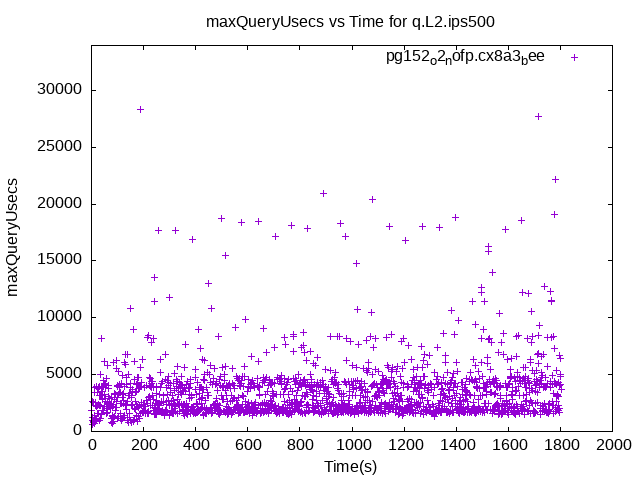 maxQueryUsecs vs Time for q.L2.ips500
pg152o2nofp.cx8a3bee
30000
25000
20000
15000
10000
5000
0
maxQueryUsecs
0 200 400 600 800 1000 1200 1400 1600 1800 2000
Time(s)